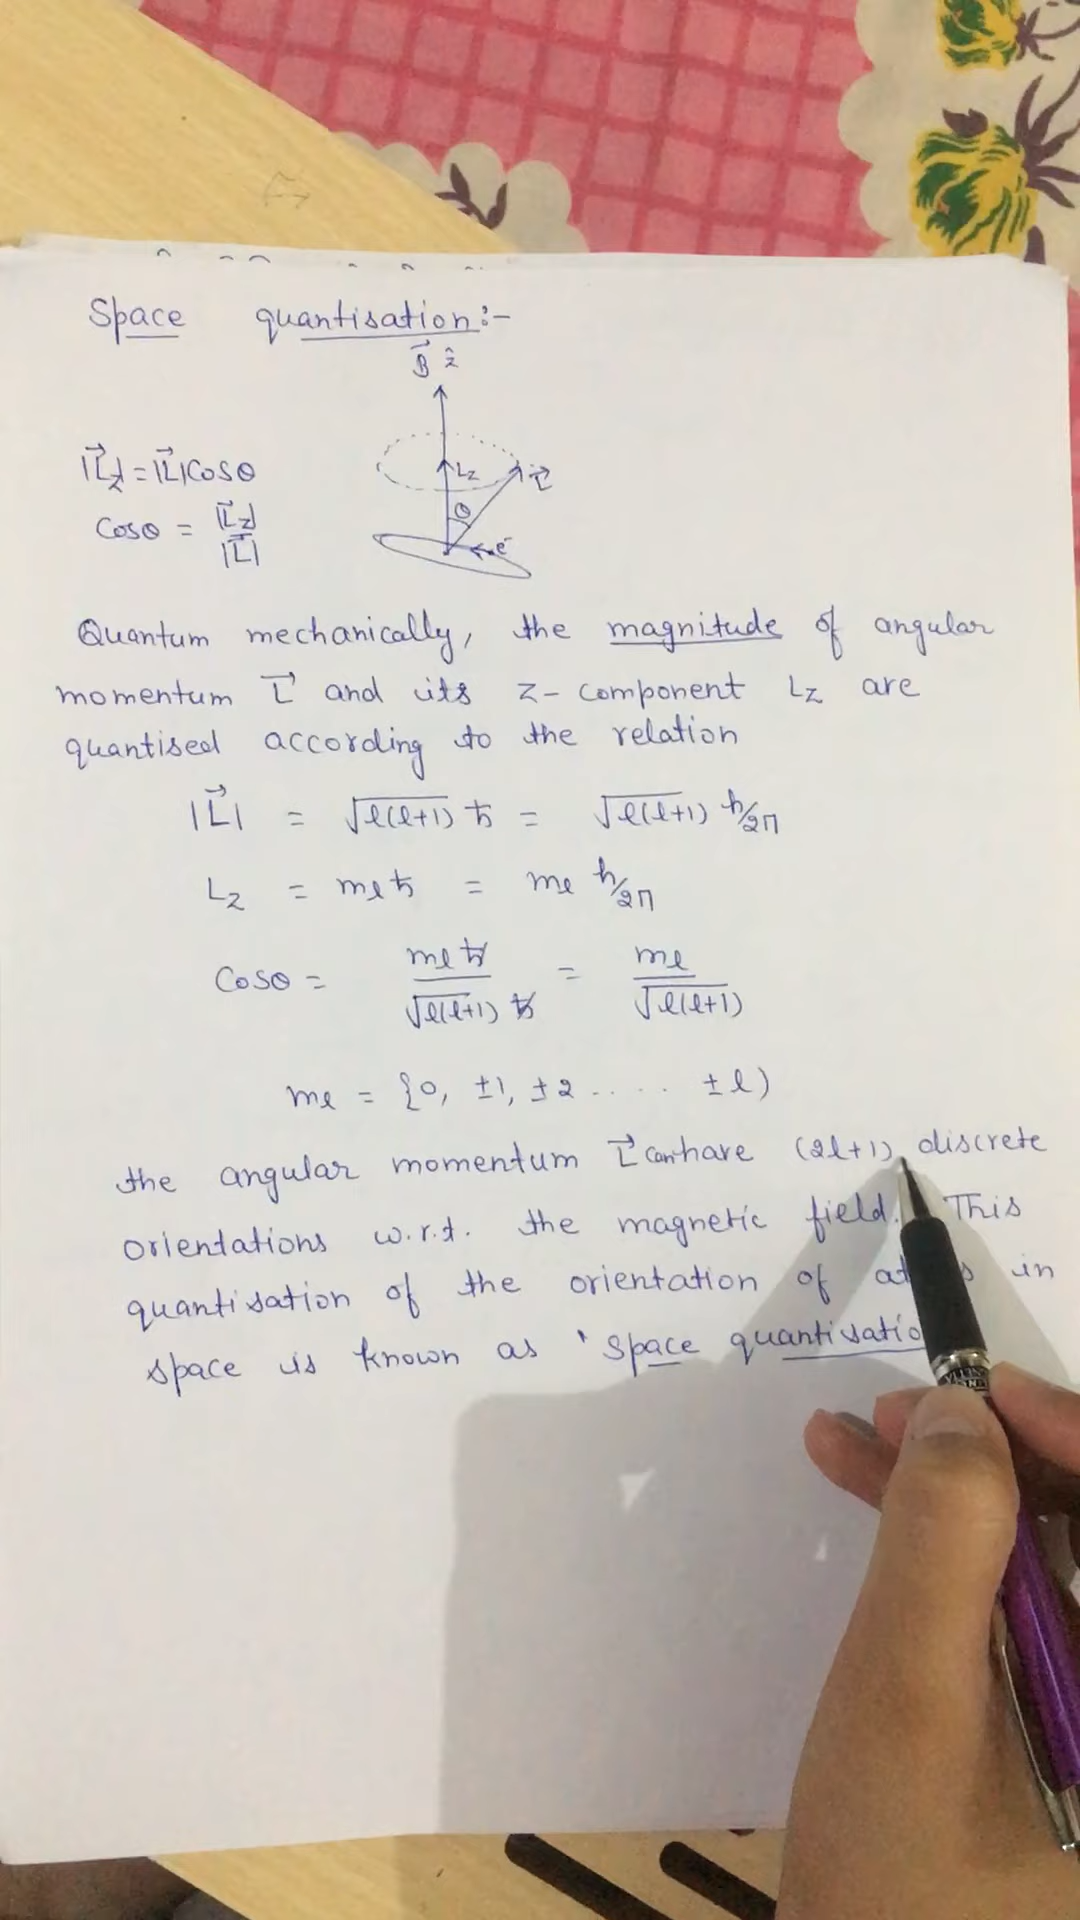 Space quantisation:-
B⃗ ẑ
|L⃗z| = |L⃗|Cosθ
Lz
L⃗
Cosθ = |L⃗z| / |L⃗|
θ
e⁻
Quantum mechanically, the magnitude of angular
momentum L⃗ and its z-component Lz are
quantised according to the relation
|L⃗| = √l(l+1) ħ = √l(l+1) ħ/2π
Lz = ml ħ = ml ħ/2π
Cosθ = ml ħ / √l(l+1) ħ = ml / √l(l+1)
ml = {0, ±1, ±2 ..... ±l)
the angular momentum L⃗ can have (2l+1) discrete
orientations w.r.t. the magnetic field. This
quantisation of the orientation of in
space is known as 'Space quantisatio